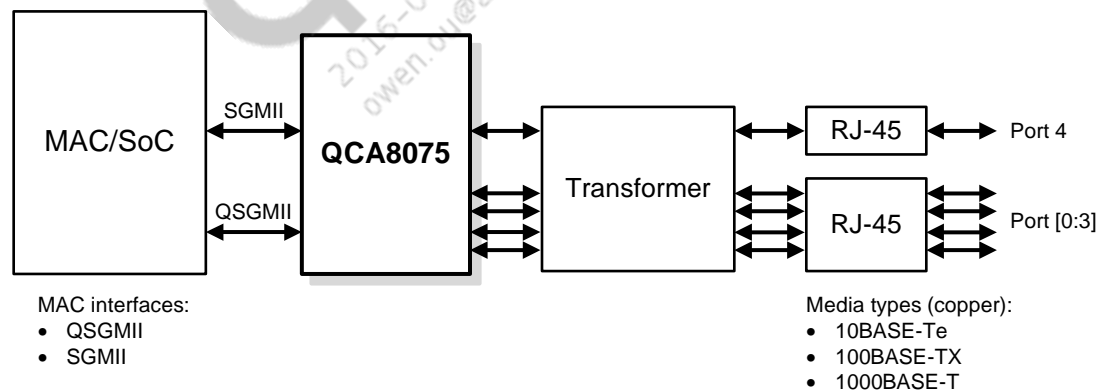 SGMII
MAC/SoC
QCA8075
QSGMII
Transformer
RJ-45
Port 4
RJ-45
Port [0:3]
MAC interfaces:
• QSGMII
• SGMII
Media types (copper):
• 10BASE-Te
• 100BASE-TX
• 1000BASE-T